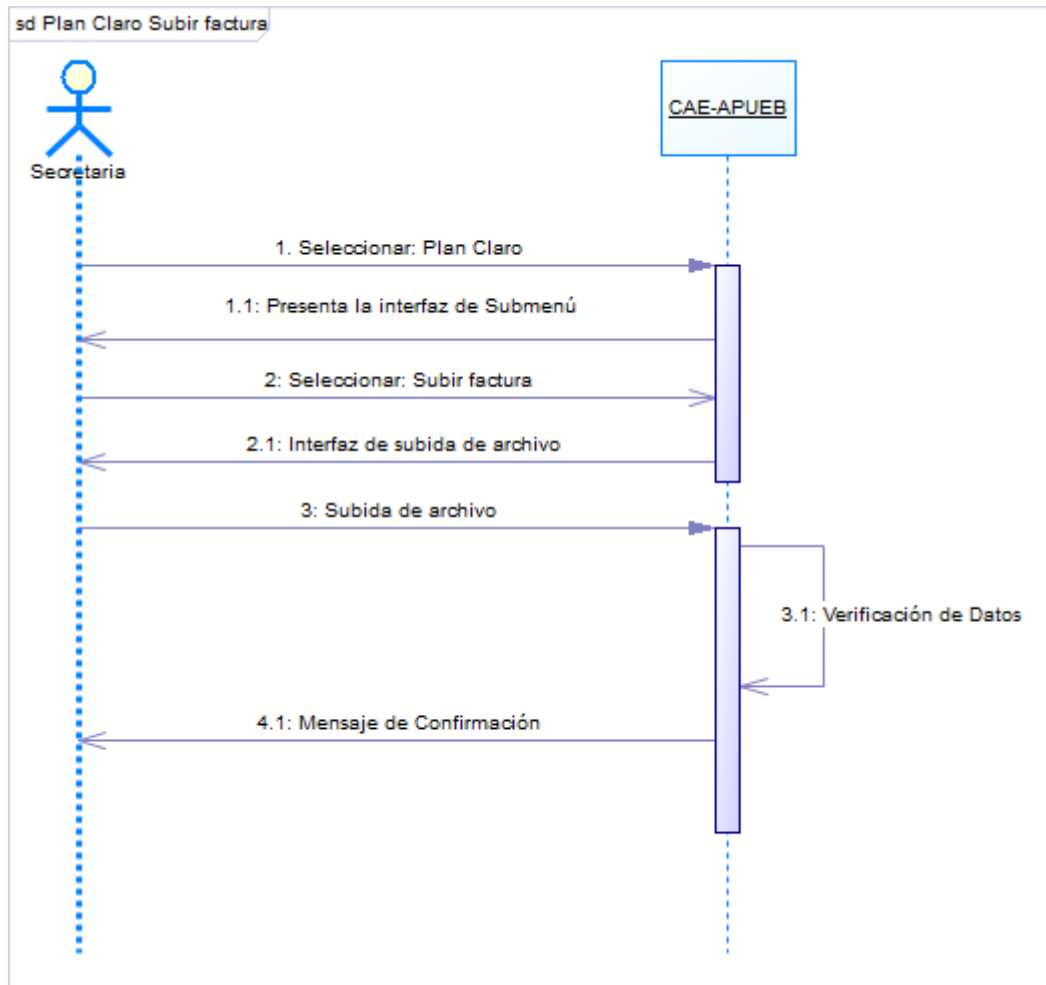 sd Plan Claro Subir factura
CAE-APUEB
Secretaria
1. Seleccionar: Plan Claro
1.1: Presenta la interfaz de Submenú
2: Seleccionar: Subir factura
2.1: Interfaz de subida de archivo
3: Subida de archivo
3.1: Verificación de Datos
4.1: Mensaje de Confirmación